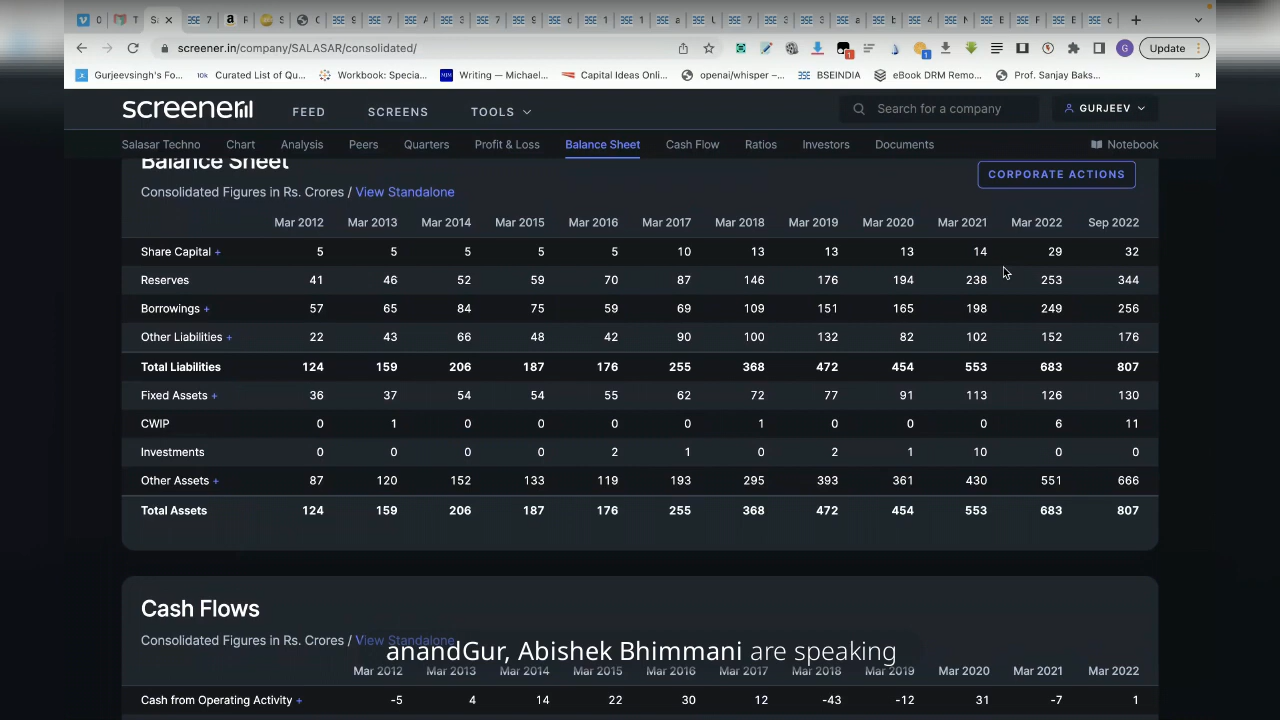 0
T
S
7
R
S
C
9
7
A
3
7
9
c
1
1
a
U
7
3
3
a
b
4
N
E
F
E
c
screener.in/company/SALASAR/consolidated/
G
Update
Gurjeevsingh's Fo...
Curated List of Qu...
Workbook: Specia...
Writing – Michael...
Capital Ideas Onli...
openai/whisper –...
BSEINDIA
eBook DRM Remo...
Prof. Sanjay Baks...
»
screener
FEED
SCREENS
TOOLS
Search for a company
GURJEEV
Salasar Techno Chart Analysis Peers Quarters Profit & Loss Balance Sheet Cash Flow Ratios Investors Documents Notebook
Balance Sheet
CORPORATE ACTIONS
Consolidated Figures in Rs. Crores / View Standalone
Mar 2012 Mar 2013 Mar 2014 Mar 2015 Mar 2016 Mar 2017 Mar 2018 Mar 2019 Mar 2020 Mar 2021 Mar 2022 Sep 2022
Share Capital + 5 5 5 5 5 10 13 13 13 14 29 32
Reserves 41 46 52 59 70 87 146 176 194 238 253 344
Borrowings + 57 65 84 75 59 69 109 151 165 198 249 256
Other Liabilities + 22 43 66 48 42 90 100 132 82 102 152 176
Total Liabilities 124 159 206 187 176 255 368 472 454 553 683 807
Fixed Assets + 36 37 54 54 55 62 72 77 91 113 126 130
CWIP 0 1 0 0 0 0 1 0 0 0 6 11
Investments 0 0 0 0 2 1 0 2 1 10 0 0
Other Assets + 87 120 152 133 119 193 295 393 361 430 551 666
Total Assets 124 159 206 187 176 255 368 472 454 553 683 807
Cash Flows
Consolidated Figures in Rs. Crores / View Standalone
anandGur, Abishek Bhimmani are speaking
Mar 2012 Mar 2013 Mar 2014 Mar 2015 Mar 2016 Mar 2017 Mar 2018 Mar 2019 Mar 2020 Mar 2021 Mar 2022
Cash from Operating Activity + -5 4 14 22 30 12 -43 -12 31 -7 1